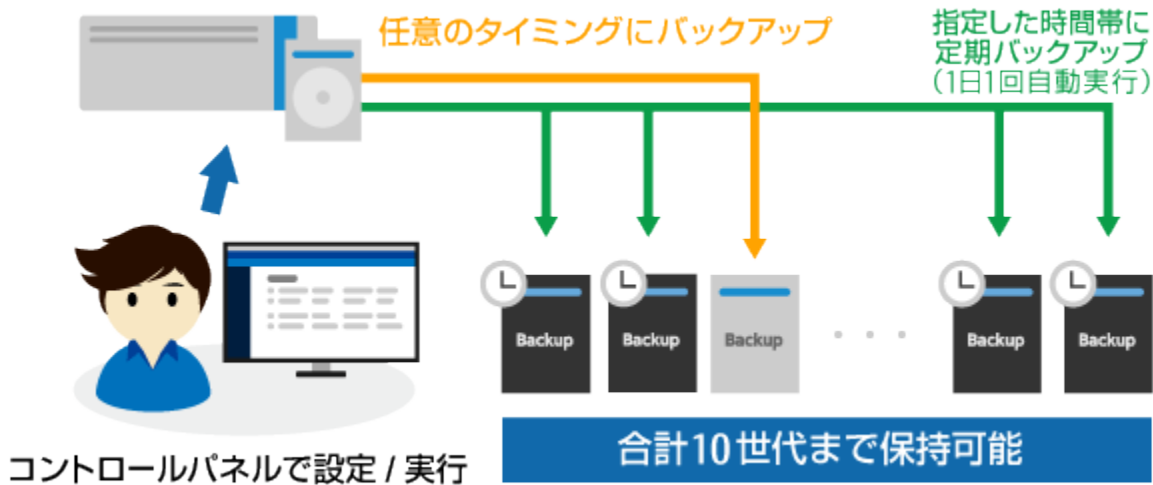 任意のタイミングにバックアップ
指定した時間帯に
定期バックアップ
(1日1回自動実行)
Backup
Backup
Backup
Backup
Backup
コントロールパネルで設定 / 実行
合計10世代まで保持可能